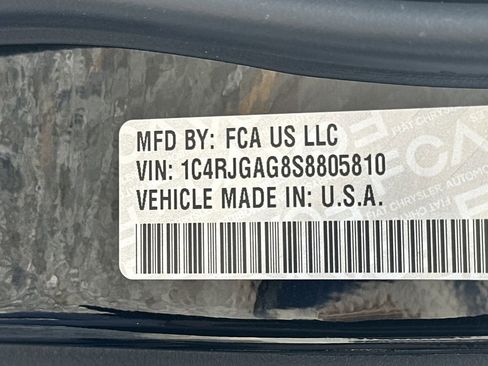 MFD BY: FCA US LLC
VIN: 1C4RJGAG8S8805810
VEHICLE MADE IN: U.S.A.